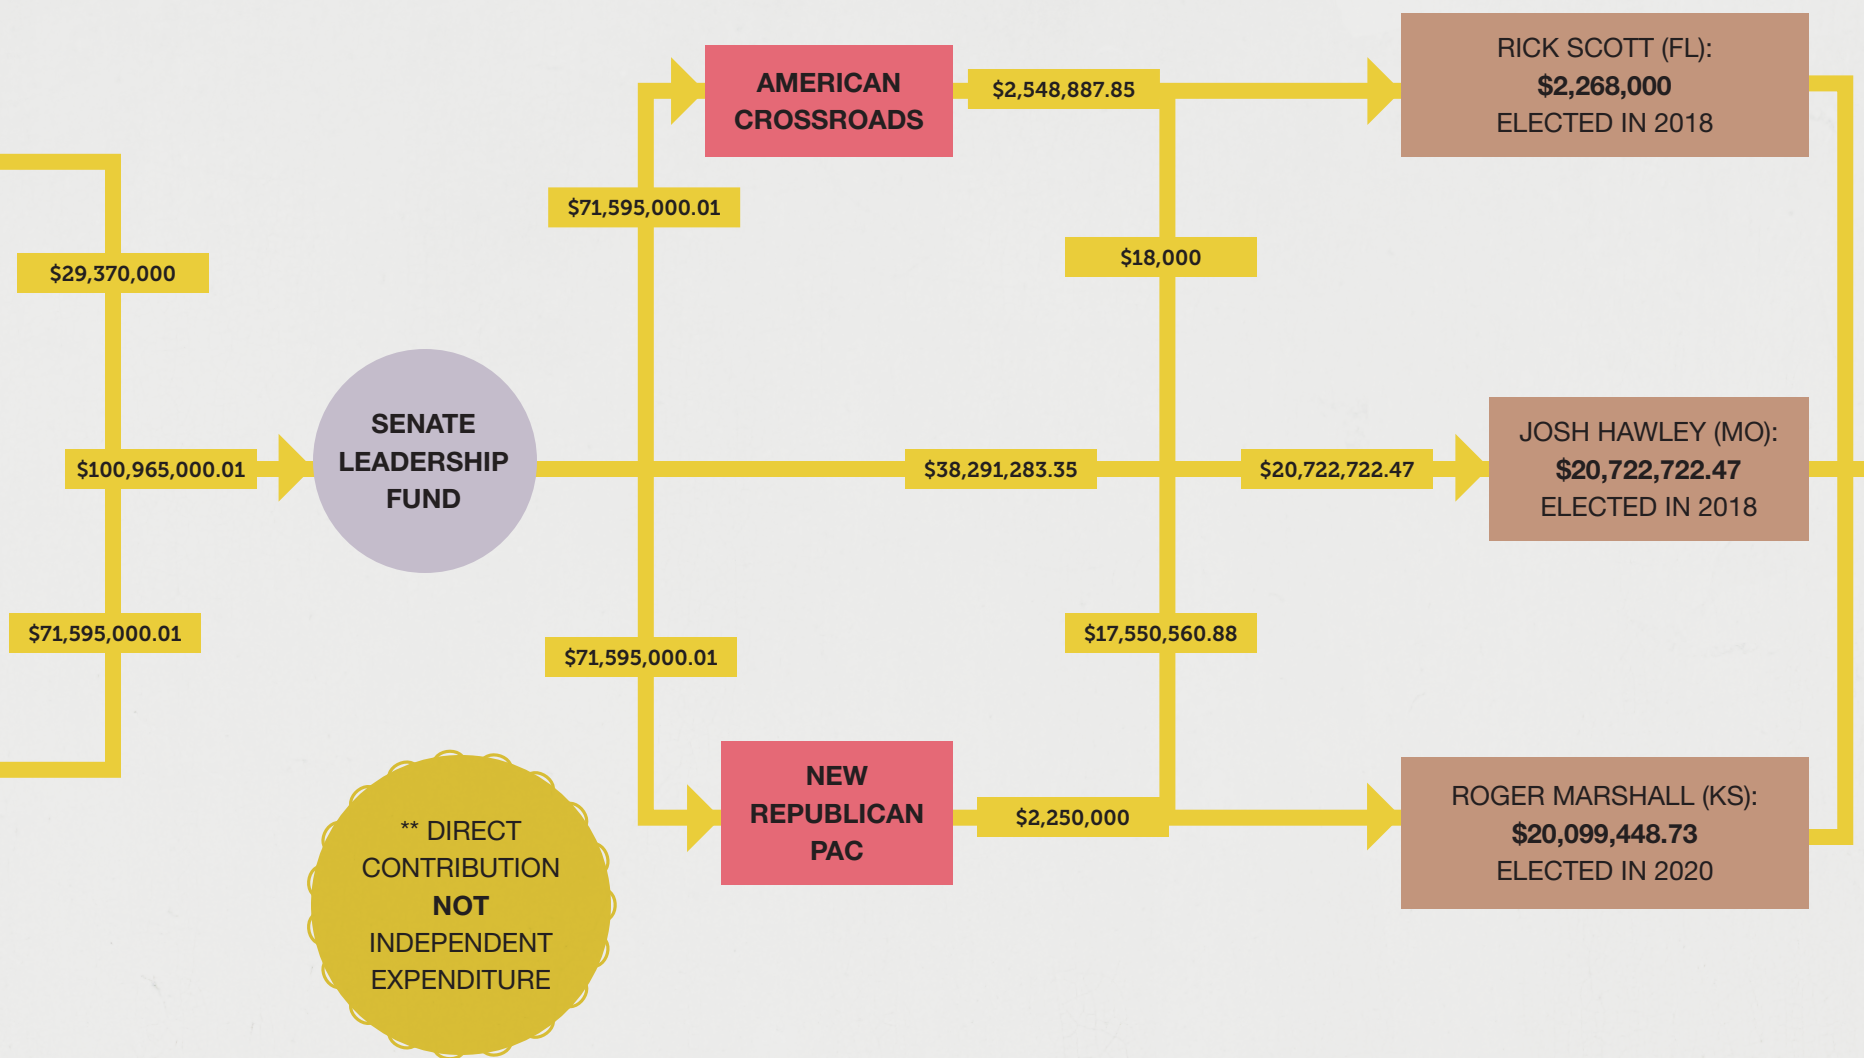 $29,370,000
$100,965,000.01
$71,595,000.01
SENATE
LEADERSHIP
FUND
$71,595,000.01
$71,595,000.01
AMERICAN
CROSSROADS
$2,548,887.85
$18,000
$38,291,283.35
$20,722,722.47
$17,550,560.88
NEW
REPUBLICAN
PAC
$2,250,000
RICK SCOTT (FL):
$2,268,000
ELECTED IN 2018
JOSH HAWLEY (MO):
$20,722,722.47
ELECTED IN 2018
ROGER MARSHALL (KS):
$20,099,448.73
ELECTED IN 2020
** DIRECT
CONTRIBUTION
NOT
INDEPENDENT
EXPENDITURE